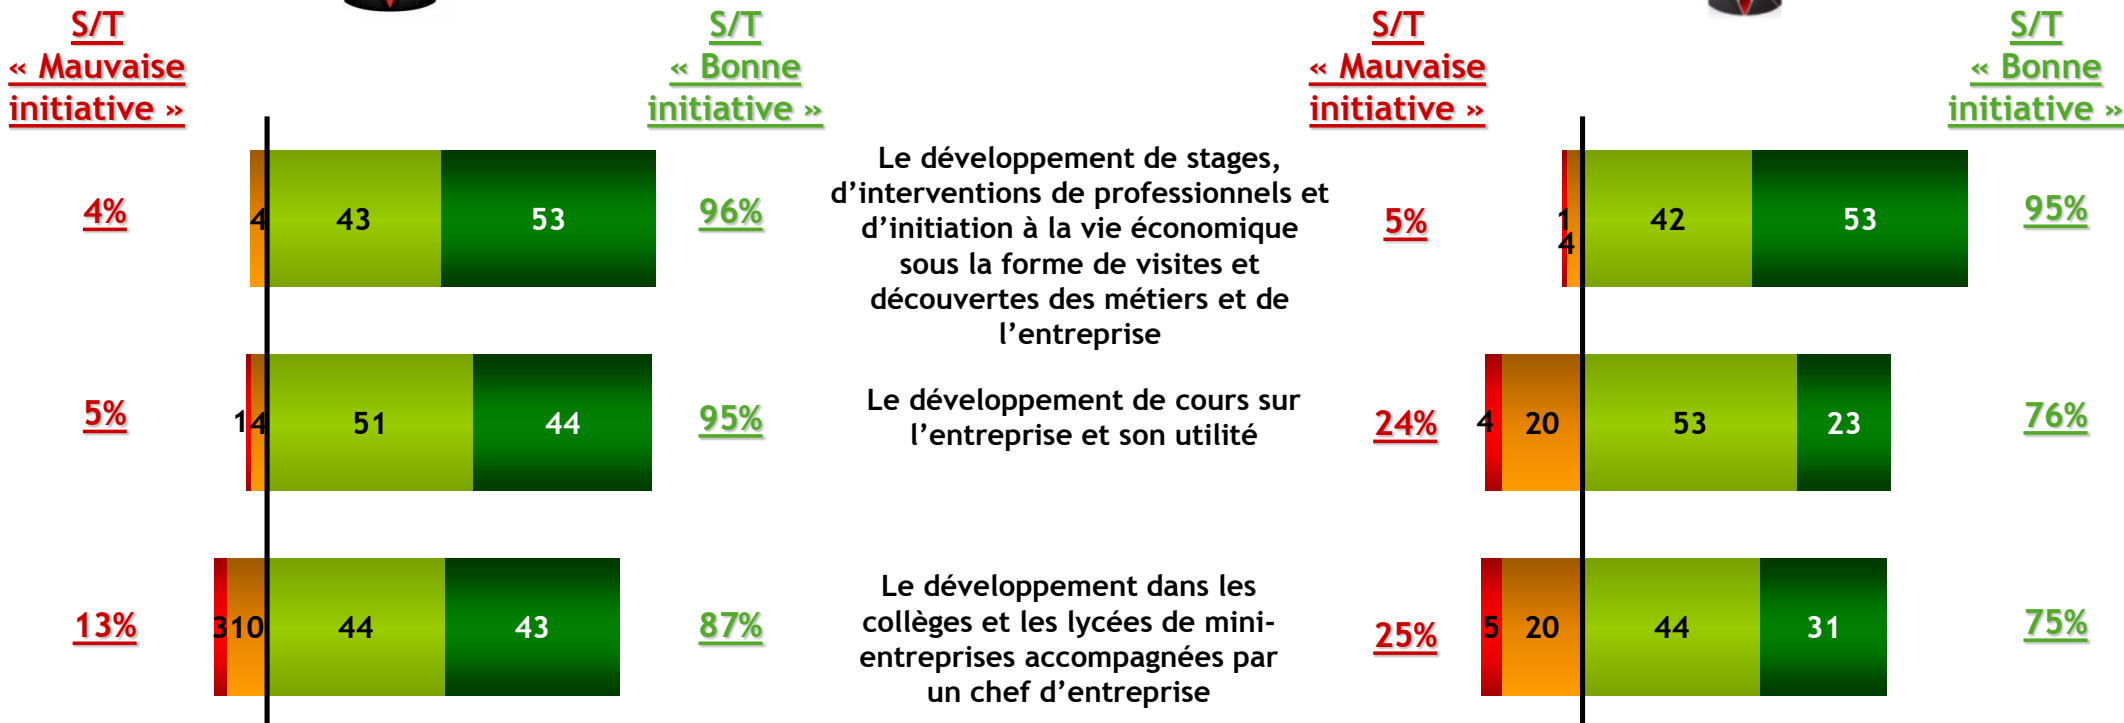 S/T
« Mauvaise
initiative »
S/T
« Bonne
initiative »
S/T
« Mauvaise
initiative »
S/T
« Bonne
initiative »
4%
4 43 53
96%
Le développement de stages,
d’interventions de professionnels et
d’initiation à la vie économique
sous la forme de visites et
découvertes des métiers et de
l’entreprise
5%
1
4
42 53
95%
5%
1 4 51 44
95%
Le développement de cours sur
l’entreprise et son utilité
24%
4 20 53 23
76%
13%
3 10 44 43
87%
Le développement dans les
collèges et les lycées de mini-
entreprises accompagnées par
un chef d’entreprise
25%
5 20 44 31
75%